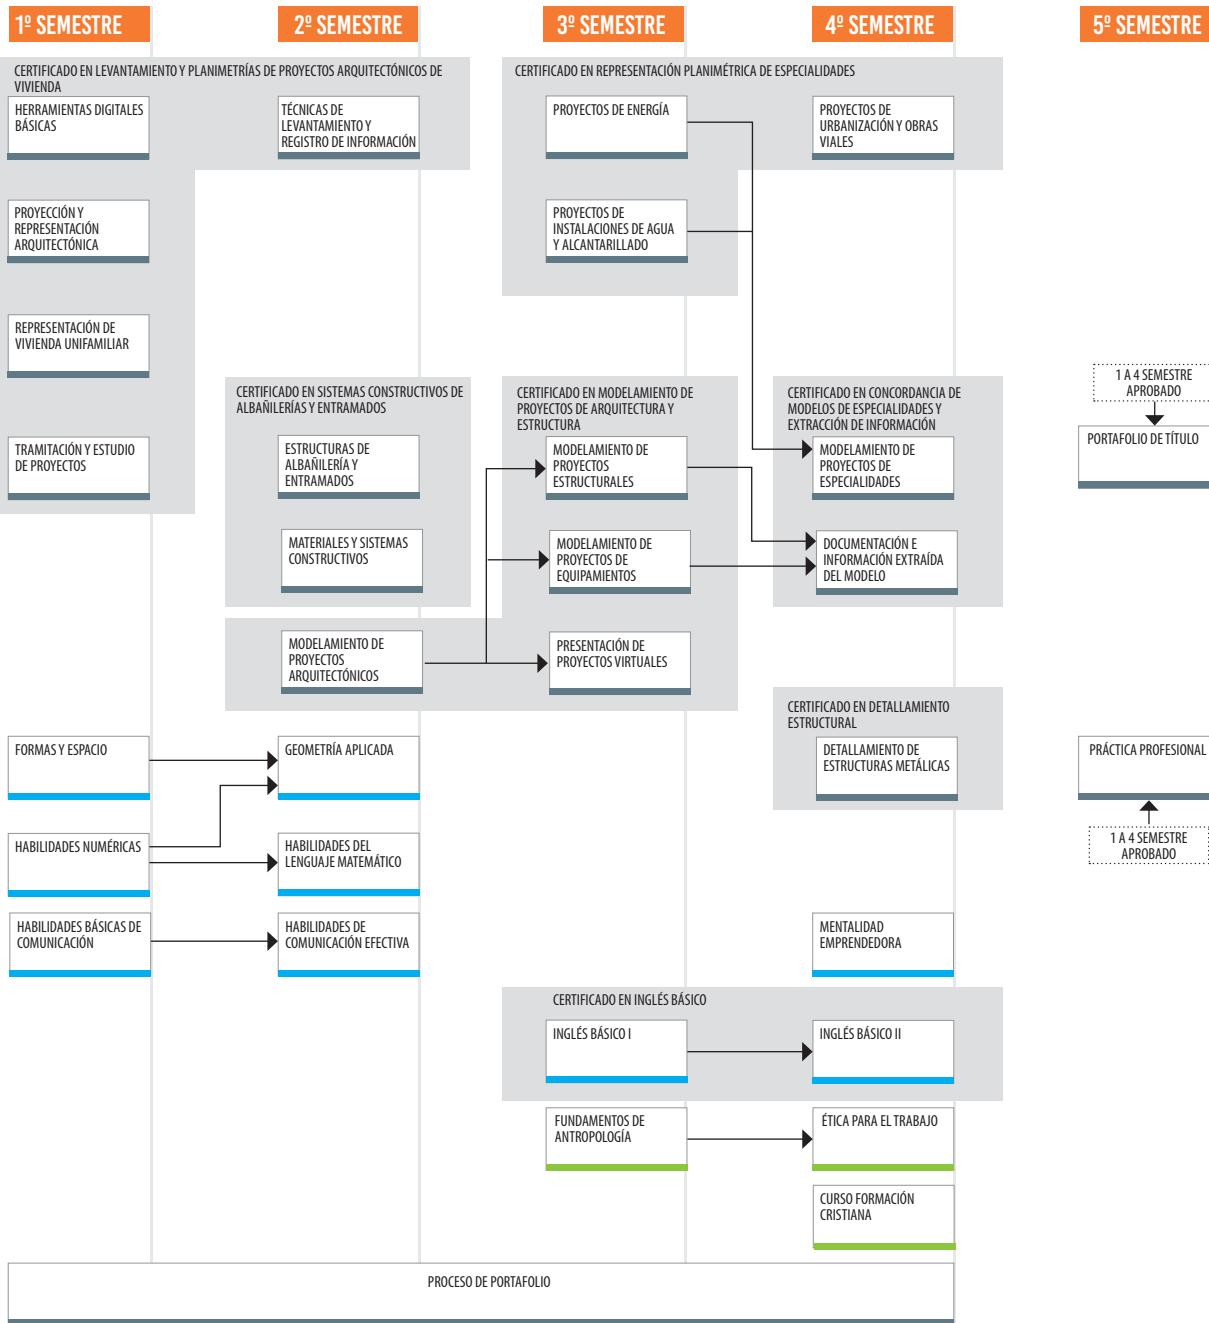 1º SEMESTRE
2º SEMESTRE
3º SEMESTRE
4º SEMESTRE
5º SEMESTRE
CERTIFICADO EN LEVANTAMIENTO Y PLANIMETRÍAS DE PROYECTOS ARQUITECTÓNICOS DE
VIVIENDA
CERTIFICADO EN REPRESENTACIÓN PLANIMÉTRICA DE ESPECIALIDADES
HERRAMIENTAS DIGITALES
BÁSICAS
TÉCNICAS DE
LEVANTAMIENTO Y
REGISTRO DE INFORMACIÓN
PROYECTOS DE ENERGÍA
PROYECTOS DE
URBANIZACIÓN Y OBRAS
VIALES
PROYECCIÓN Y
REPRESENTACIÓN
ARQUITECTÓNICA
PROYECTOS DE
INSTALACIONES DE AGUA
Y ALCANTARILLADO
REPRESENTACIÓN DE
VIVIENDA UNIFAMILIAR
1 A 4 SEMESTRE
APROBADO
CERTIFICADO EN SISTEMAS CONSTRUCTIVOS DE
ALBAÑILERÍAS Y ENTRAMADOS
CERTIFICADO EN MODELAMIENTO DE
PROYECTOS DE ARQUITECTURA Y
ESTRUCTURA
CERTIFICADO EN CONCORDANCIA DE
MODELOS DE ESPECIALIDADES Y
EXTRACCIÓN DE INFORMACIÓN
TRAMITACIÓN Y ESTUDIO
DE PROYECTOS
ESTRUCTURAS DE
ALBAÑILERÍA Y
ENTRAMADOS
MODELAMIENTO DE
PROYECTOS
ESTRUCTURALES
MODELAMIENTO DE
PROYECTOS DE
ESPECIALIDADES
PORTAFOLIO DE TÍTULO
MATERIALES Y SISTEMAS
CONSTRUCTIVOS
MODELAMIENTO DE
PROYECTOS DE
EQUIPAMIENTOS
DOCUMENTACIÓN E
INFORMACIÓN EXTRAÍDA
DEL MODELO
MODELAMIENTO DE
PROYECTOS
ARQUITECTÓNICOS
PRESENTACIÓN DE
PROYECTOS VIRTUALES
CERTIFICADO EN DETALLAMIENTO
ESTRUCTURAL
FORMAS Y ESPACIO
GEOMETRÍA APLICADA
DETALLAMIENTO DE
ESTRUCTURAS METÁLICAS
PRÁCTICA PROFESIONAL
HABILIDADES NUMÉRICAS
HABILIDADES DEL
LENGUAJE MATEMÁTICO
1 A 4 SEMESTRE
APROBADO
HABILIDADES BÁSICAS DE
COMUNICACIÓN
HABILIDADES DE
COMUNICACIÓN EFECTIVA
MENTALIDAD
EMPRENDEDORA
CERTIFICADO EN INGLÉS BÁSICO
INGLÉS BÁSICO I
INGLÉS BÁSICO II
FUNDAMENTOS DE
ANTROPOLOGÍA
ÉTICA PARA EL TRABAJO
CURSO FORMACIÓN
CRISTIANA
PROCESO DE PORTAFOLIO